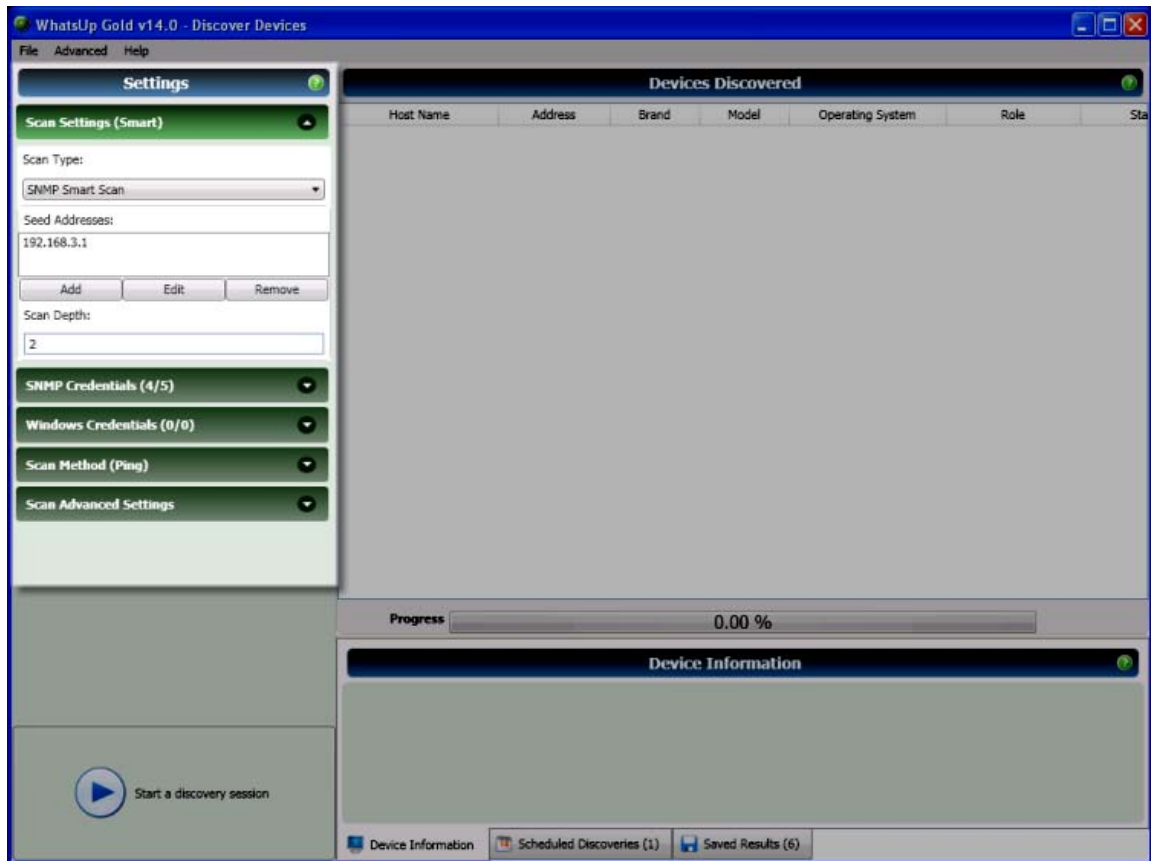 WhatsUp Gold v14.0 - Discover Devices
File Advanced Help
Settings
Scan Settings (Smart)
Scan Type:
SNMP Smart Scan
Seed Addresses:
192.168.3.1
Add Edit Remove
Scan Depth:
2
SNMP Credentials (4/5)
Windows Credentials (0/0)
Scan Method (Ping)
Scan Advanced Settings
Start a discovery session
Devices Discovered
Host Name Address Brand Model Operating System Role Sta
Progress 0.00 %
Device Information
Device Information Scheduled Discoveries (1) Saved Results (6)